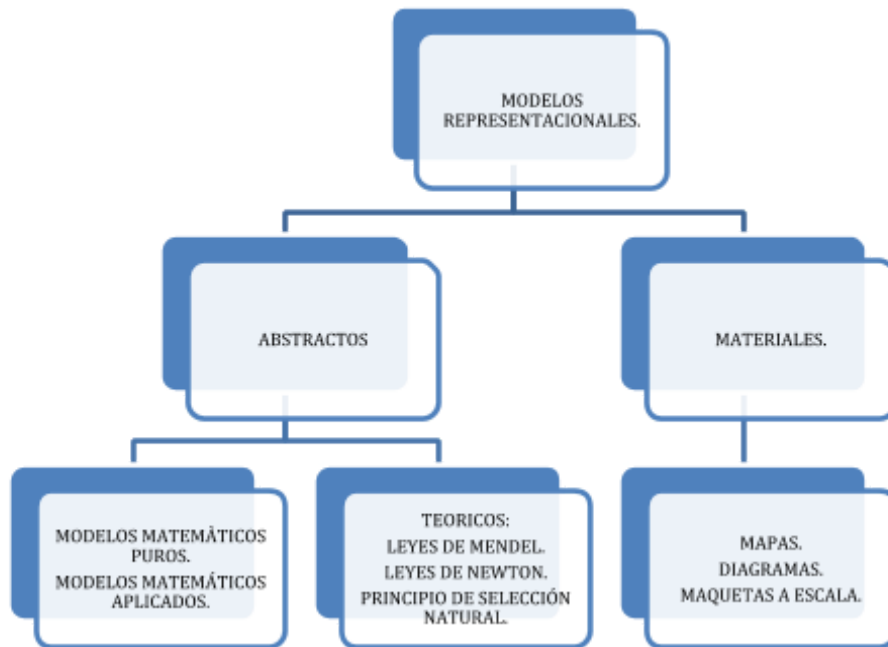 MODELOS
REPRESENTACIONALES.
ABSTRACTOS
MATERIALES.
MODELOS MATEMÀTICOS
PUROS.
MODELOS MATEMÁTICOS
APLICADOS.
TEORICOS:
LEYES DE MENDEL.
LEYES DE NEWTON.
PRINCIPIO DE SELECCIÓN
NATURAL.
MAPAS.
DIAGRAMAS.
MAQUETAS A ESCALA.